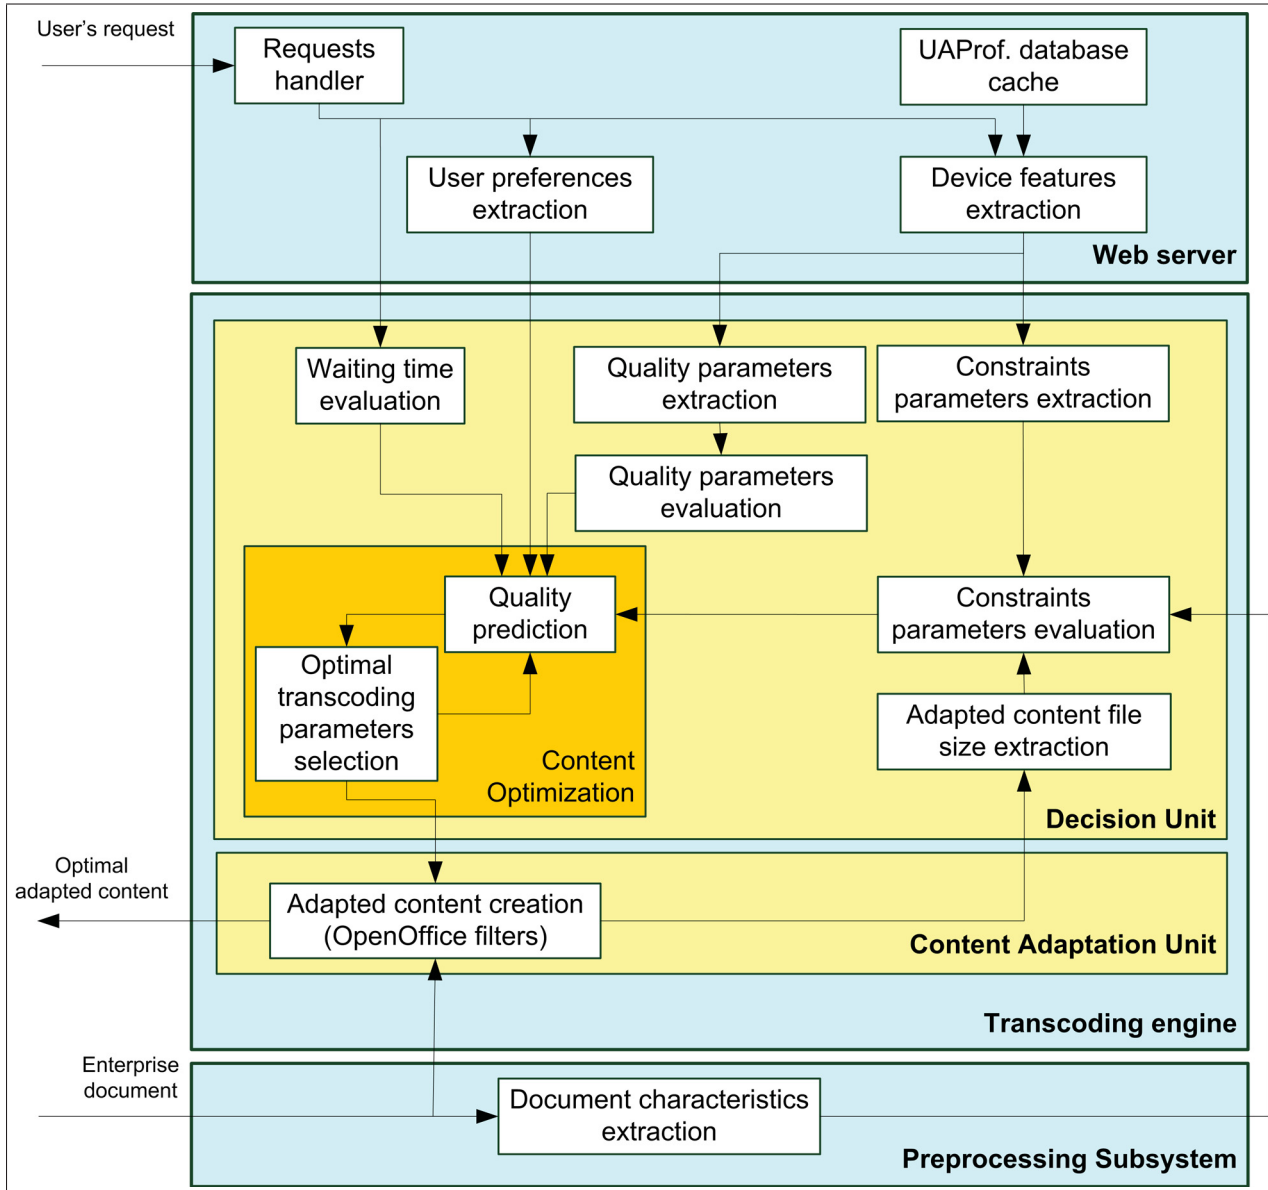 User's request
Requests
handler
UAProf. database
cache
User preferences
extraction
Device features
extraction
Web server
Waiting time
evaluation
Quality parameters
extraction
Constraints
parameters extraction
Quality parameters
evaluation
Quality
prediction
Constraints
parameters evaluation
Optimal
transcoding
parameters
selection
Adapted content file
size extraction
Content
Optimization
Decision Unit
Optimal
adapted content
Adapted content creation
(OpenOffice filters)
Content Adaptation Unit
Transcoding engine
Enterprise
document
Document characteristics
extraction
Preprocessing Subsystem